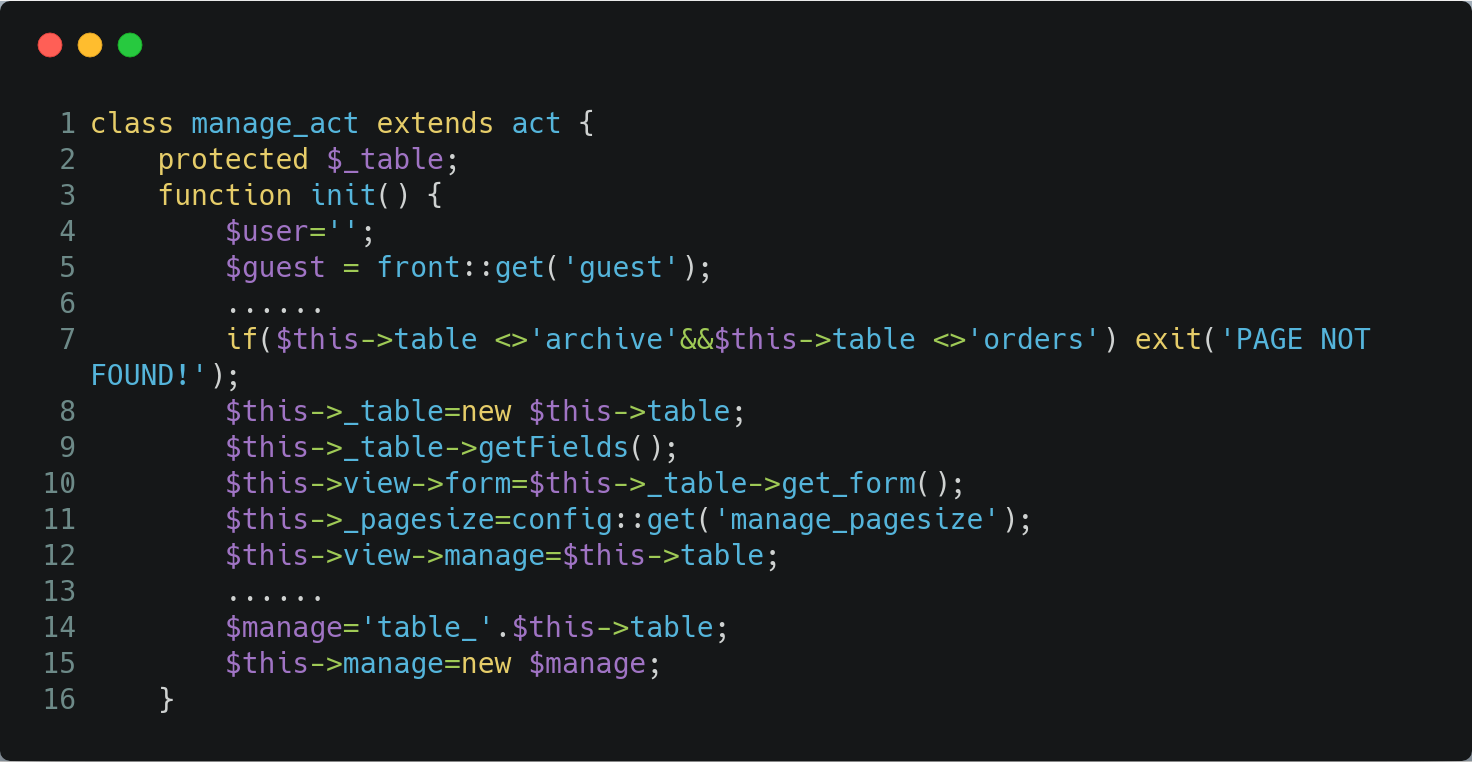 1 class manage_act extends act {
2     protected $_table;
3     function init() {
4         $user='';
5         $guest = front::get('guest');
6         ......
7         if($this->table <>'archive'&&$this->table <>'orders') exit('PAGE NOT
FOUND!');
8         $this->_table=new $this->table;
9         $this->_table->getFields();
10         $this->view->form=$this->_table->get_form();
11         $this->_pagesize=config::get('manage_pagesize');
12         $this->view->manage=$this->table;
13         ......
14         $manage='table_'.$this->table;
15         $this->manage=new $manage;
16     }